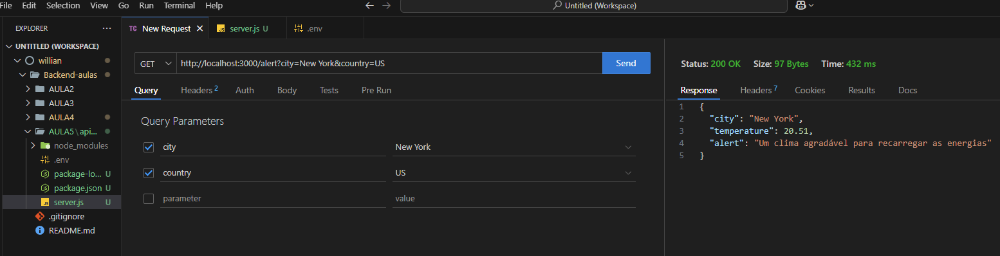 File Edit Selection View Go Run Terminal Help
Untitled (Workspace)
EXPLORER
UNTITLED (WORKSPACE)
willian
Backend-aulas
AULA2
AULA3
AULA4
AULA5\api...
node_modules
.env
package-lo... U
package.json U
server.js U
.gitignore
README.md
TC New Request
JS server.js U
.env
GET http://localhost:3000/alert?city=New York&country=US Send
Query Headers 2 Auth Body Tests Pre Run
Query Parameters
city New York
country US
parameter value
Status: 200 OK Size: 97 Bytes Time: 432 ms
Response Headers 7 Cookies Results Docs
1 {
2 "city": "New York",
3 "temperature": 20.51,
4 "alert": "Um clima agradável para recarregar as energias"
5 }